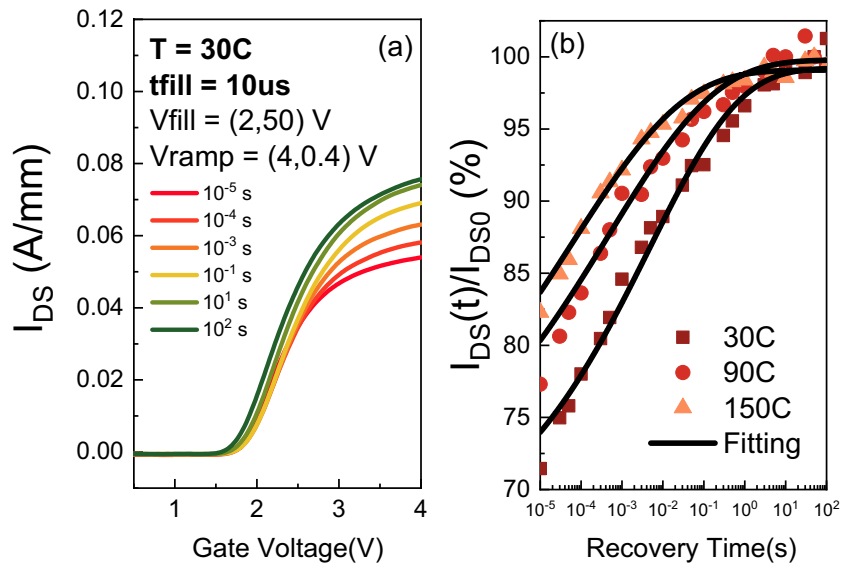 (a)
T = 30C
tfill = 10us
Vfill = (2,50) V
Vramp = (4,0.4) V
10⁻⁵ s
10⁻⁴ s
10⁻³ s
10⁻¹ s
10¹ s
10² s
I_DS (A/mm)
0.12
0.10
0.08
0.06
0.04
0.02
0.00
1 2 3 4
Gate Voltage(V)
(b)
I_DS(t)/I_DS0 (%)
100
95
90
85
80
75
70
30C
90C
150C
Fitting
10⁻⁵ 10⁻⁴ 10⁻³ 10⁻² 10⁻¹ 10⁰ 10¹ 10²
Recovery Time(s)